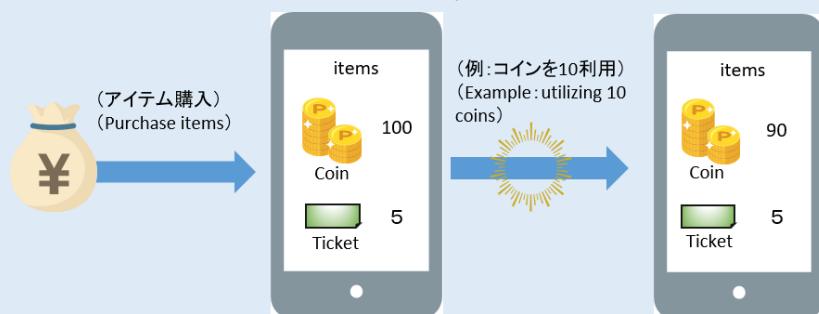 ¥
(アイテム購入)
(Purchase items)
items
P
P
100
Coin
5
Ticket
(例:コインを10利用)
(Example:utilizing 10
coins)
items
P
P
90
Coin
5
Ticket